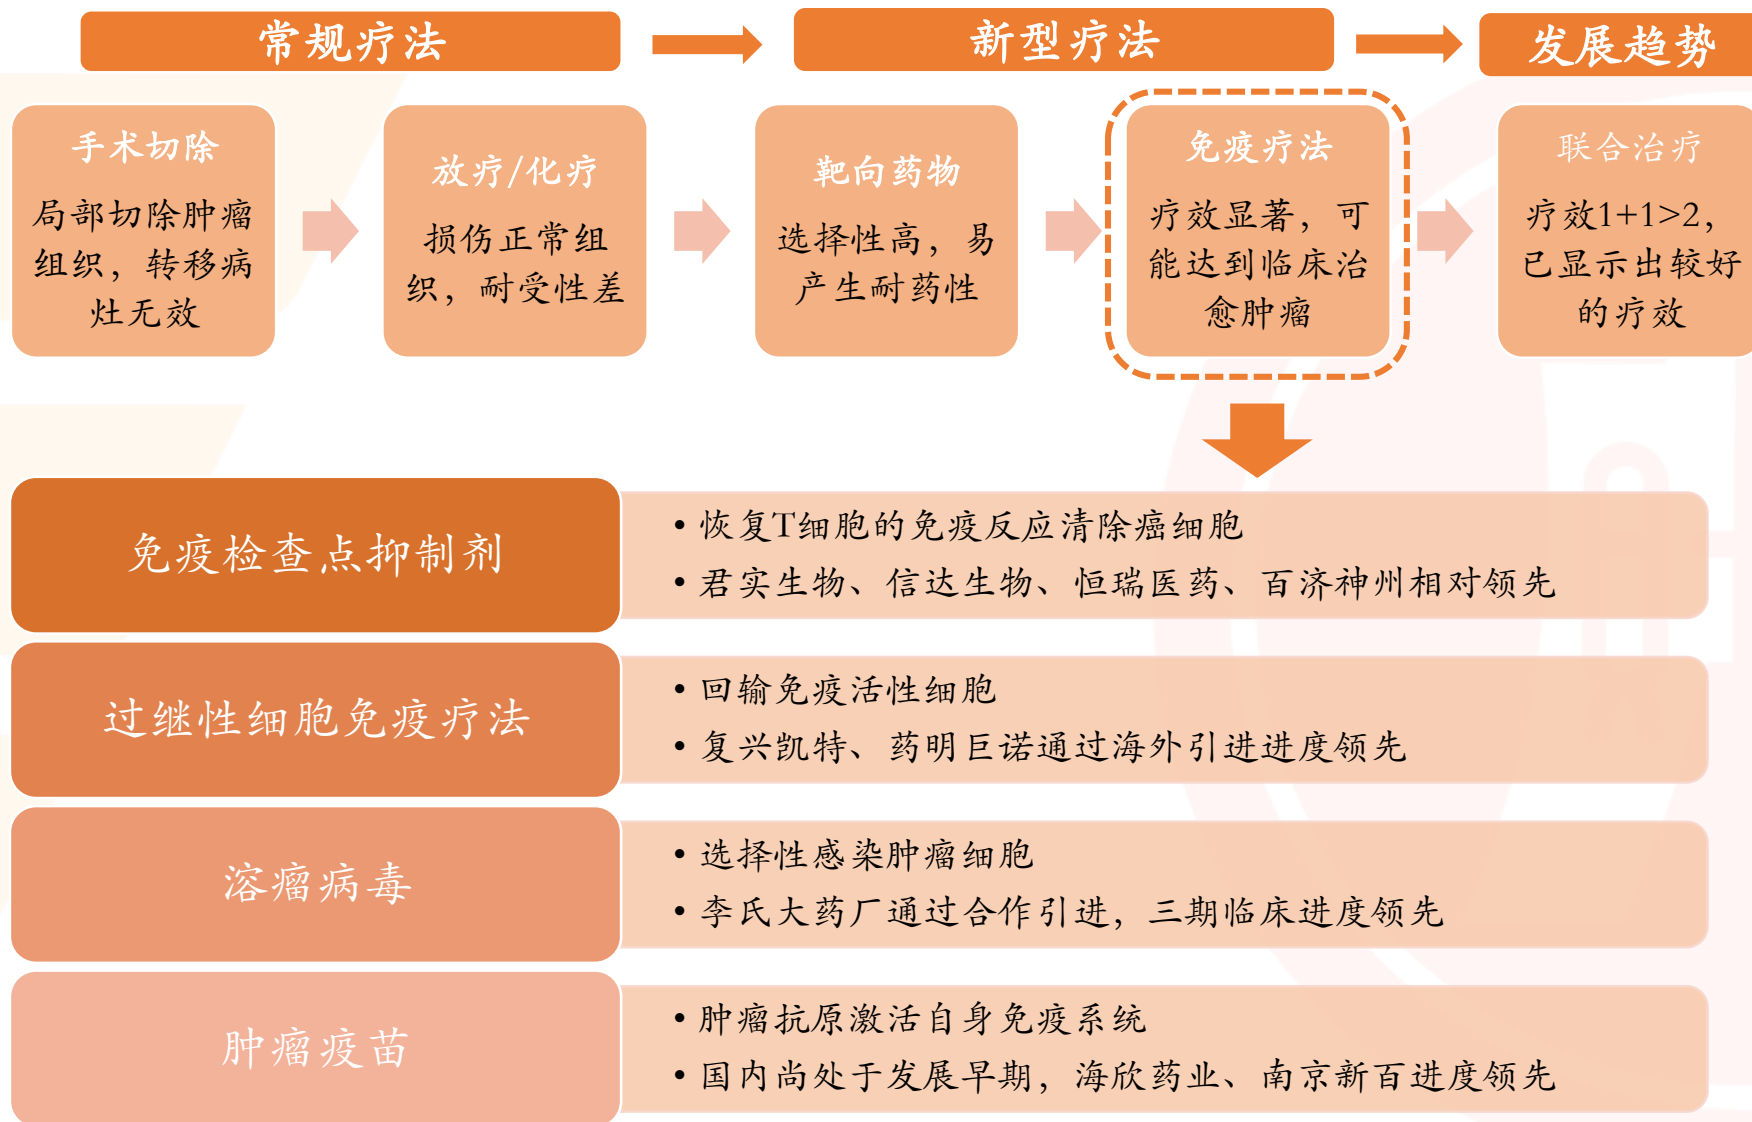 常规疗法
新型疗法
发展趋势
手术切除
局部切除肿瘤
组织，转移病
灶无效
放疗/化疗
损伤正常组
织，耐受性差
靶向药物
选择性高，易
产生耐药性
免疫疗法
疗效显著，可
能达到临床治
愈肿瘤
联合治疗
疗效1+1>2，
已显示出较好
的疗效
免疫检查点抑制剂
•恢复T细胞的免疫反应清除癌细胞
•君实生物、信达生物、恒瑞医药、百济神州相对领先
过继性细胞免疫疗法
•回输免疫活性细胞
•复兴凯特、药明巨诺通过海外引进进度领先
溶瘤病毒
•选择性感染肿瘤细胞
•李氏大药厂通过合作引进，三期临床进度领先
肿瘤疫苗
•肿瘤抗原激活自身免疫系统
•国内尚处于发展早期，海欣药业、南京新百进度领先